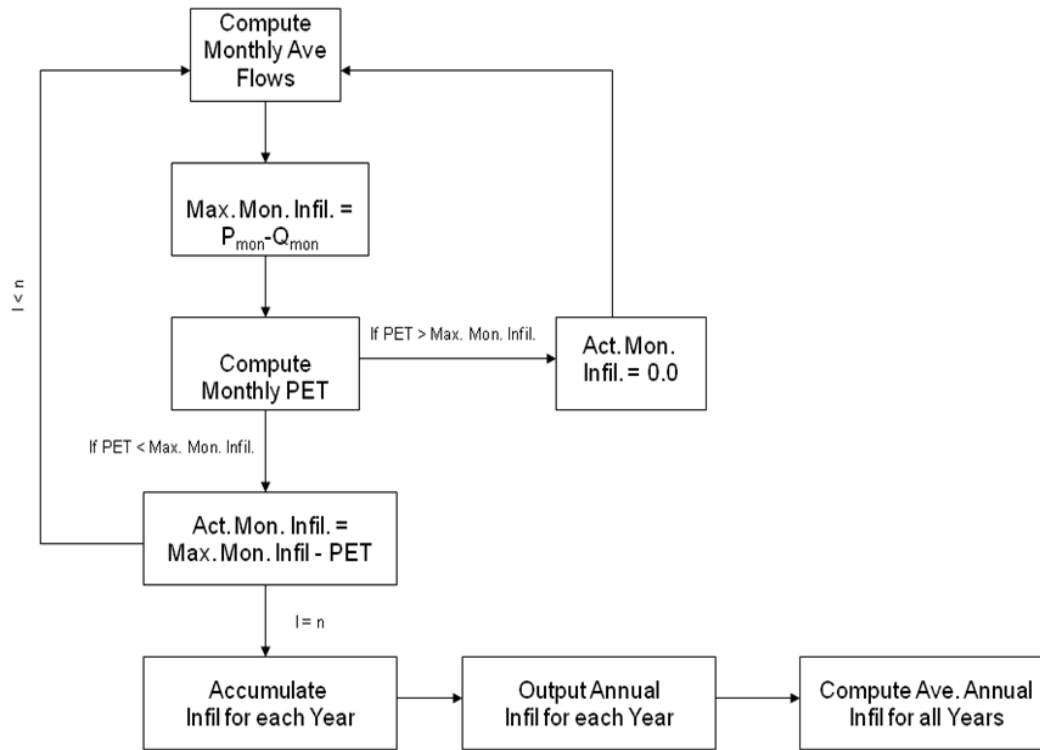 Compute
Monthly Ave
Flows
Max. Mon. Infil. =
Pmon-Qmon
I < n
If PET > Max. Mon. Infil.
Compute
Monthly PET
Act. Mon.
Infil. = 0.0
If PET < Max. Mon. Infil.
Act. Mon. Infil. =
Max. Mon. Infil - PET
I = n
Accumulate
Infil for each Year
Output Annual
Infil for each Year
Compute Ave. Annual
Infil for all Years